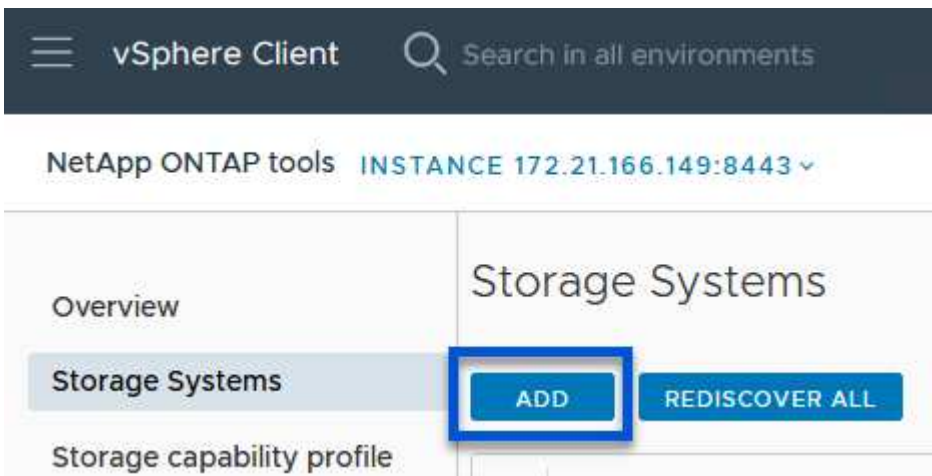 vSphere Client Search in all environments
NetApp ONTAP tools INSTANCE 172.21.166.149:8443
Overview
Storage Systems
Storage capability profile
Storage Systems
ADD REDISCOVER ALL